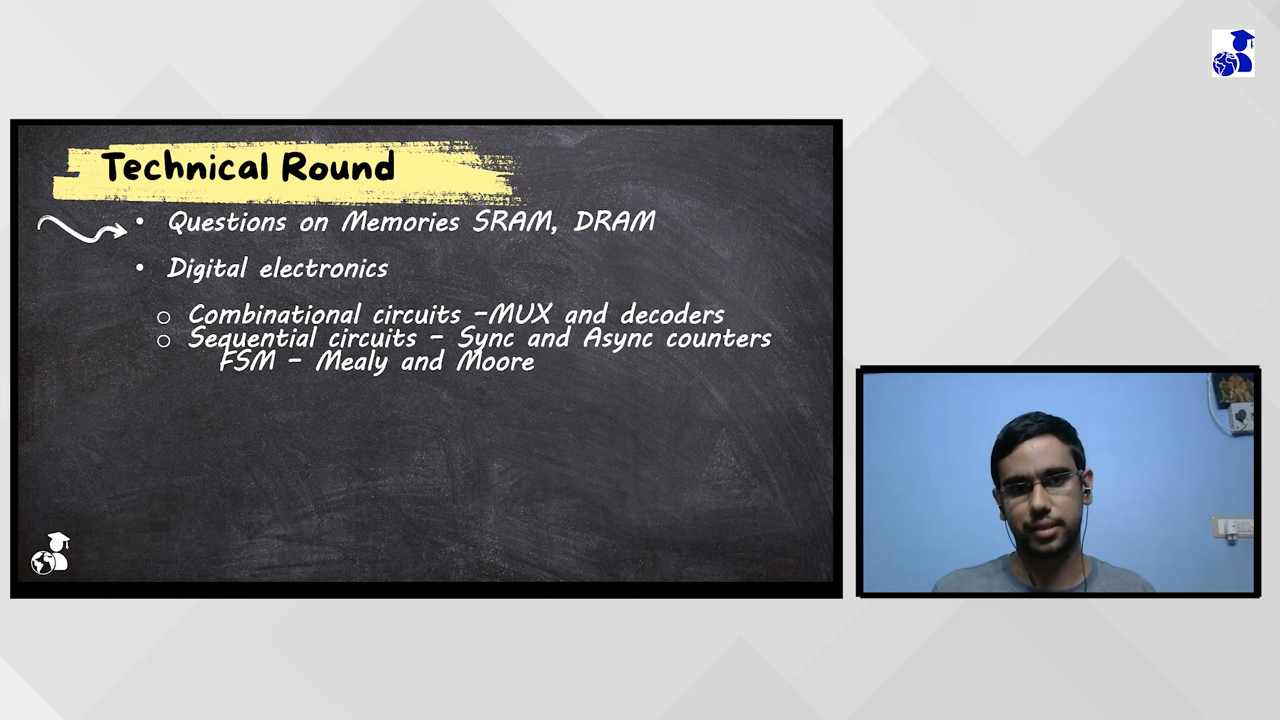 Technical Round
• Questions on Memories SRAM, DRAM
• Digital electronics
○ Combinational circuits -MUX and decoders
○ Sequential circuits - Sync and Async counters
FSM - Mealy and Moore